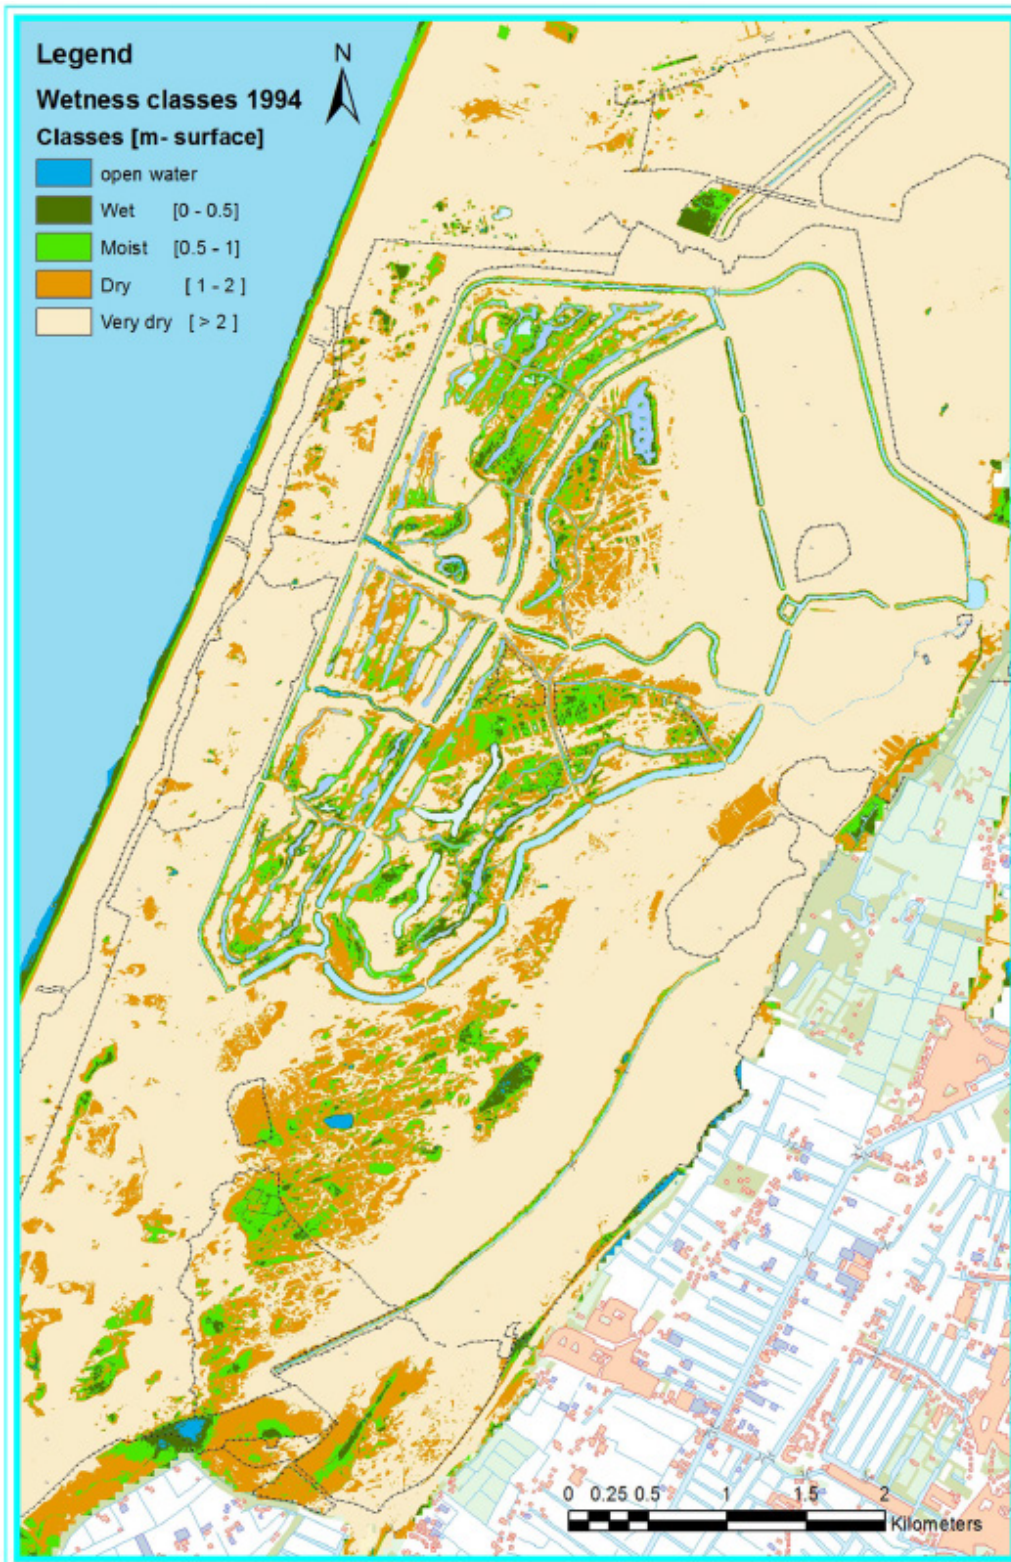 Legend
N
Wetness classes 1994
Classes [m- surface]
open water
Wet [0 - 0.5]
Moist [0.5 - 1]
Dry [ 1 - 2 ]
Very dry [ > 2 ]
0 0.25 0.5 1 1.5 2
Kilometers